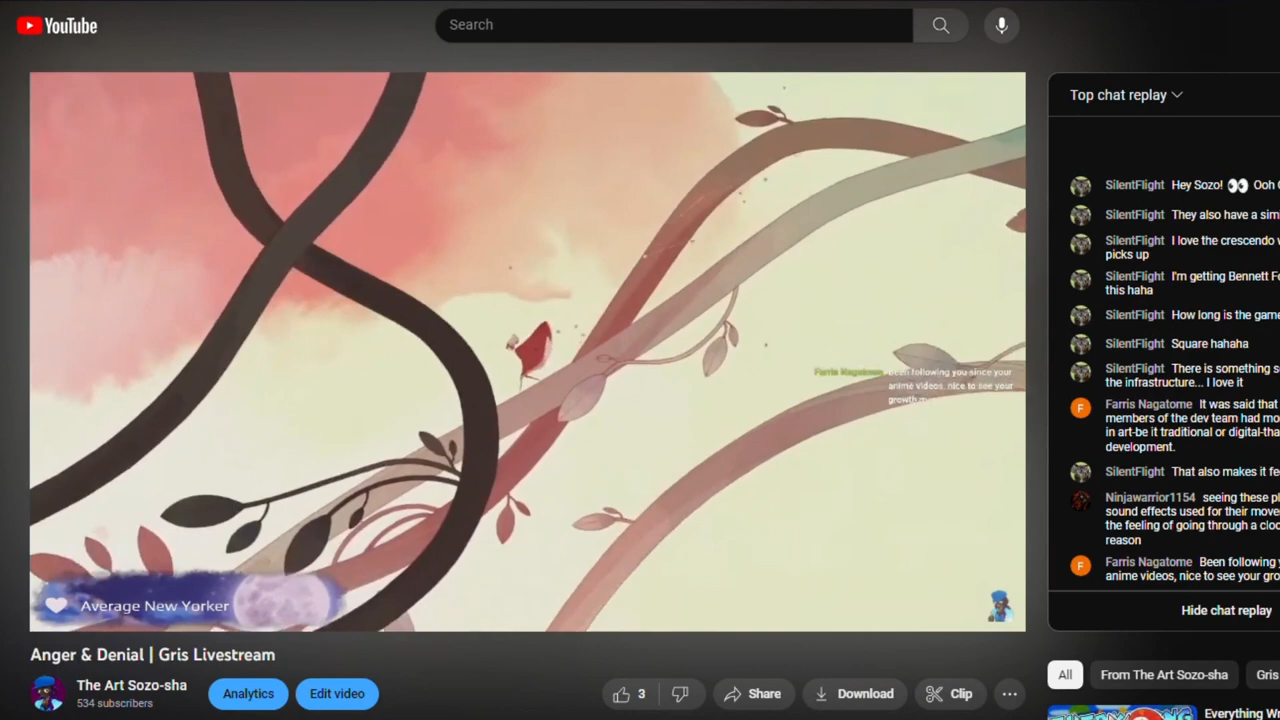 YouTube
Search
Top chat replay
SilentFlight Hey Sozo! 👀 Ooh
SilentFlight They also have a sim
SilentFlight I love the crescendo
picks up
SilentFlight I'm getting Bennett
this haha
SilentFlight How long is the game
SilentFlight Square hahaha
SilentFlight There is something s
the infrastructure... I love it
Farris Nagatome It was said that
members of the dev team had mo
in art-be it traditional or digital-tha
development.
SilentFlight That also makes it fe
Ninjawarrior1154 seeing these pl
sound effects used for their move
the feeling of going through a cloc
reason
Farris Nagatome Been following y
anime videos, nice to see your gro
Hide chat replay
Farris Nagatome Been following you since your
anime videos, nice to see your
growth
Average New Yorker
Anger & Denial | Gris Livestream
The Art Sozo-sha
534 subscribers
Analytics
Edit video
3
Share
Download
Clip
All
From The Art Sozo-sha
Gris
Everything Wr